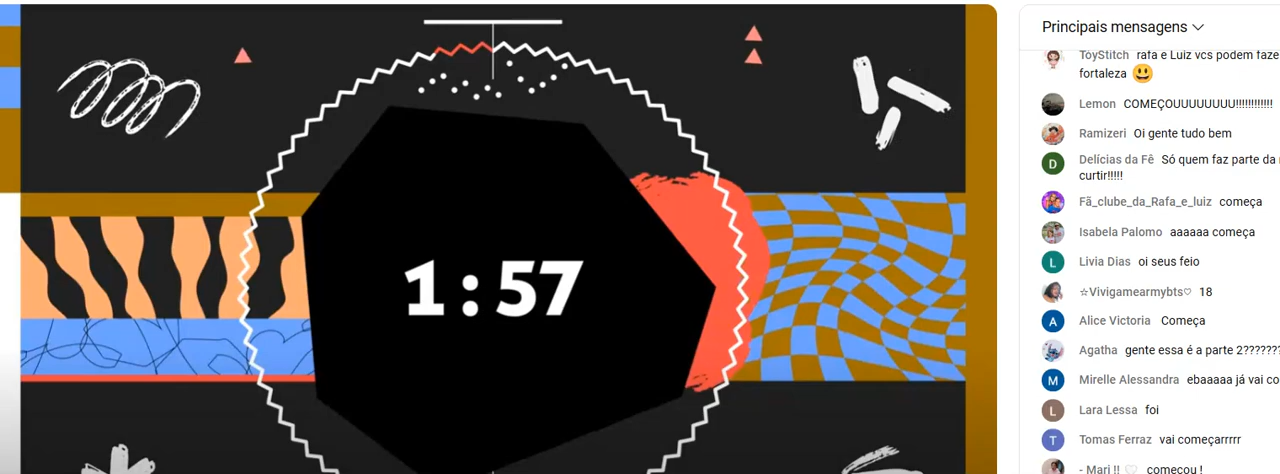 1:57
Principais mensagens
ToyStitch rafa e Luiz vcs podem faze
fortaleza 😃
Lemon COMEÇOUUUUUUUU!!!!!!!!!!!!
Ramizeri Oi gente tudo bem
D Delícias da Fê Só quem faz parte da
curtir!!!!!
Fã_clube_da_Rafa_e_luiz começa
Isabela Palomo aaaaaa começa
L Livia Dias oi seus feio
☆Vivigamearmybts♡ 18
A Alice Victoria Começa
Agatha gente essa é a parte 2???????
M Mirelle Alessandra ebaaaaa já vai co
L Lara Lessa foi
T Tomas Ferraz vai começarrrrr
- Mari !! ♡ começou !